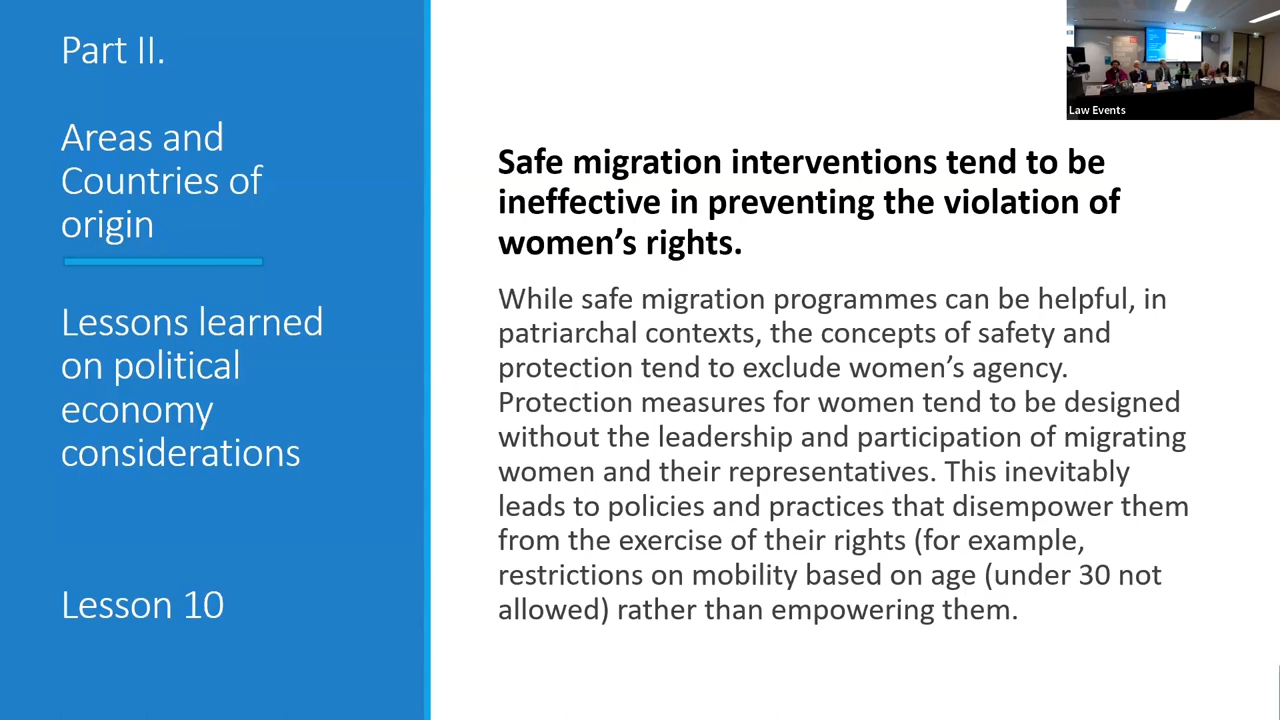 Part II.
Areas and
Countries of
origin
Lessons learned
on political
economy
considerations
Lesson 10
Law Events
Safe migration interventions tend to be
ineffective in preventing the violation of
women's rights.
While safe migration programmes can be helpful, in
patriarchal contexts, the concepts of safety and
protection tend to exclude women's agency.
Protection measures for women tend to be designed
without the leadership and participation of migrating
women and their representatives. This inevitably
leads to policies and practices that disempower them
from the exercise of their rights (for example,
restrictions on mobility based on age (under 30 not
allowed) rather than empowering them.